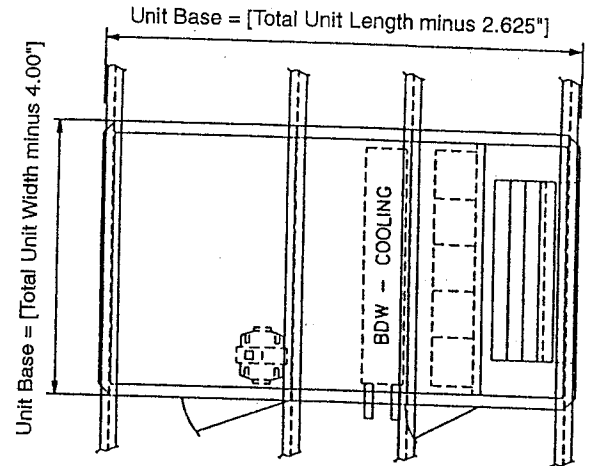 Unit Base = [Total Unit Length minus 2.625"]
Unit Base = [Total Unit Width minus 4.00"]
BDW - COOLING